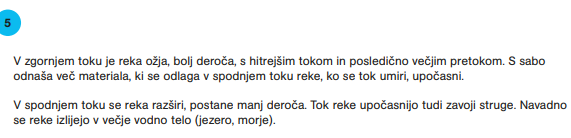 5
V zgornjem toku je reka ožja, bolj deroča, s hitrejšim tokom in posledično večjim pretokom. S sabo
odnaša več materiala, ki se odlaga v spodnjem toku reke, ko se tok umiri, upočasni.
V spodnjem toku se reka razširi, postane manj deroča. Tok reke upočasnijo tudi zavoji struge. Navadno
se reke izlijejo v večje vodno telo (jezero, morje).